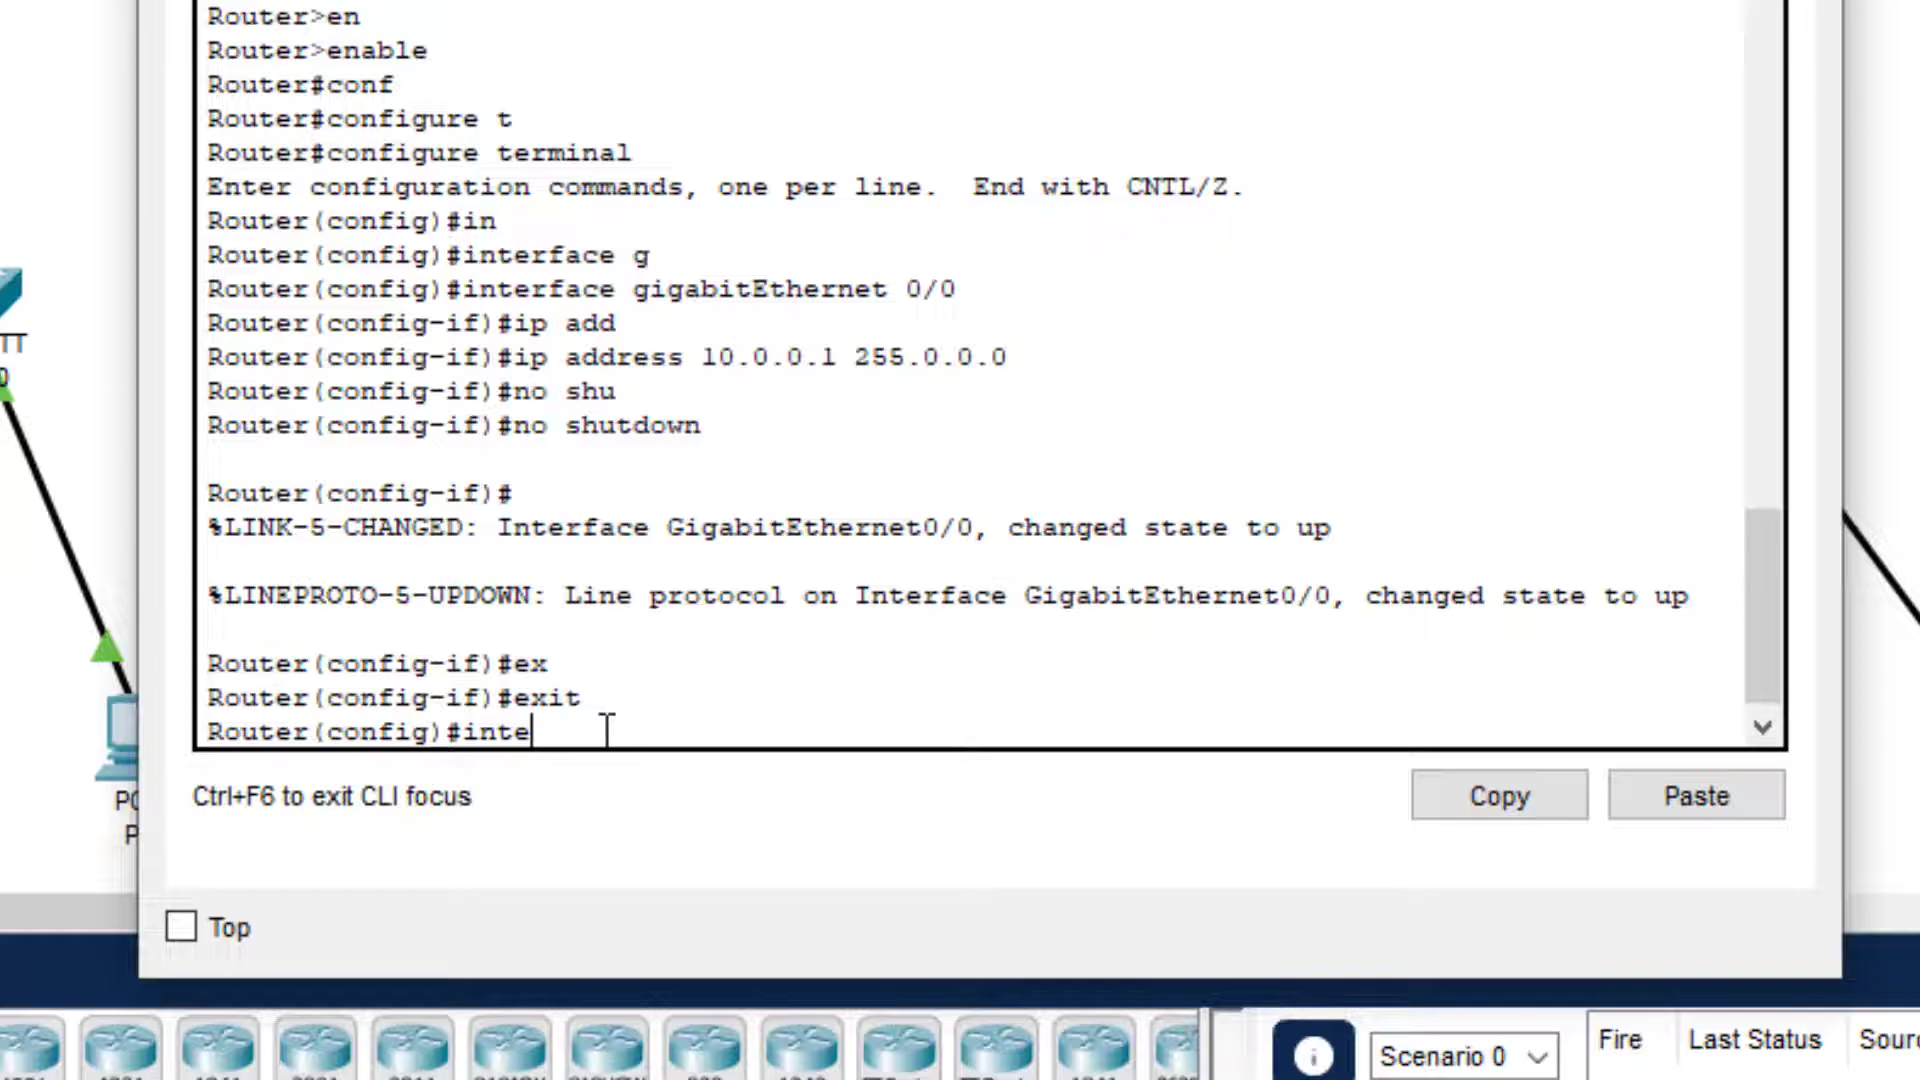 Router>en
Router>enable
Router#conf
Router#configure t
Router#configure terminal
Enter configuration commands, one per line.  End with CNTL/Z.
Router(config)#in
Router(config)#interface g
Router(config)#interface gigabitEthernet 0/0
Router(config-if)#ip add
Router(config-if)#ip address 10.0.0.1 255.0.0.0
Router(config-if)#no shu
Router(config-if)#no shutdown
Router(config-if)#
%LINK-5-CHANGED: Interface GigabitEthernet0/0, changed state to up
%LINEPROTO-5-UPDOWN: Line protocol on Interface GigabitEthernet0/0, changed state to up
Router(config-if)#ex
Router(config-if)#exit
Router(config)#inte
TT
0
PC
P
Ctrl+F6 to exit CLI focus
Copy
Paste
Top
Scenario 0
Fire
Last Status
Sourc